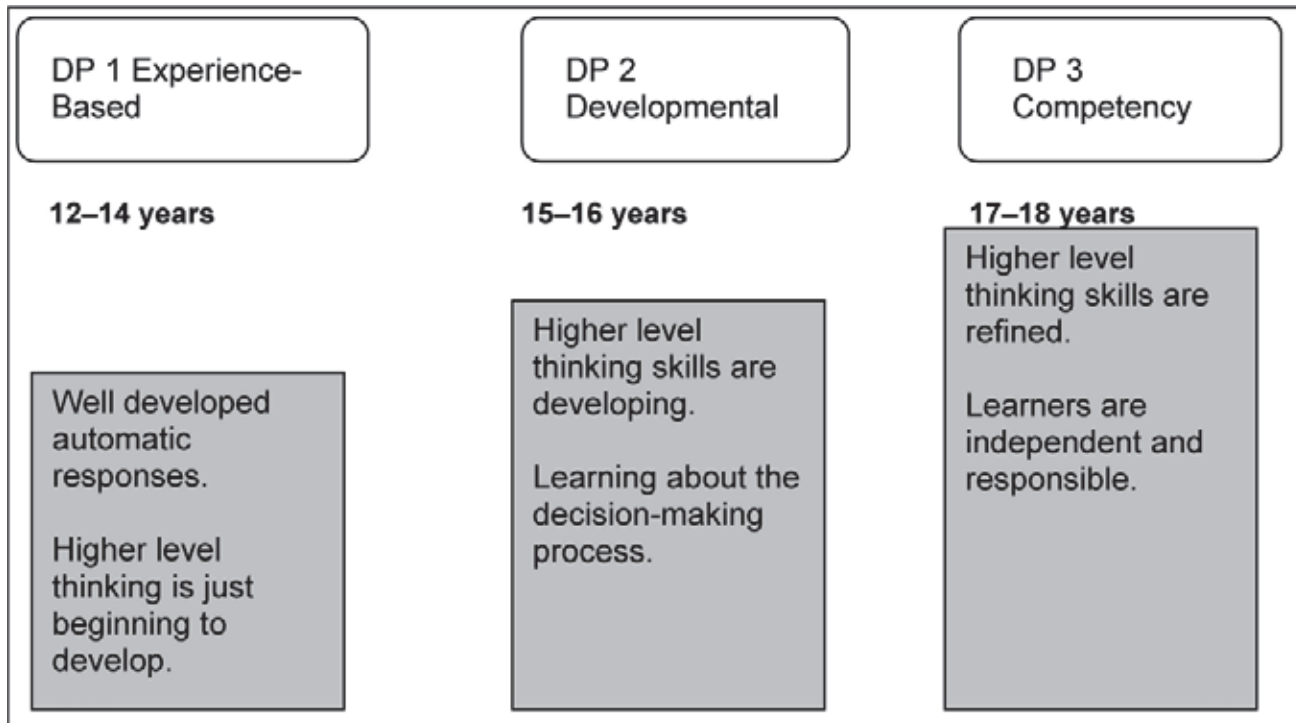 DP 1 Experience-
Based
DP 2
Developmental
DP 3
Competency
12–14 years
15–16 years
17–18 years
Well developed
automatic
responses.
Higher level
thinking is just
beginning to
develop.
Higher level
thinking skills are
developing.
Learning about the
decision-making
process.
Higher level
thinking skills are
refined.
Learners are
independent and
responsible.